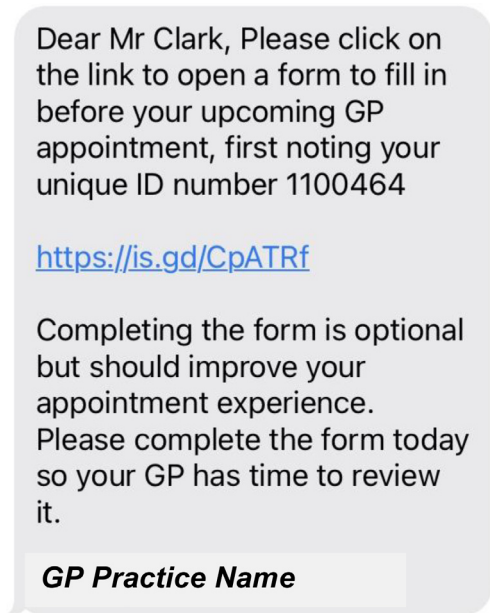 Dear Mr Clark, Please click on
the link to open a form to fill in
before your upcoming GP
appointment, first noting your
unique ID number 1100464
https://is.gd/CpATRf
Completing the form is optional
but should improve your
appointment experience.
Please complete the form today
so your GP has time to review
it.
GP Practice Name